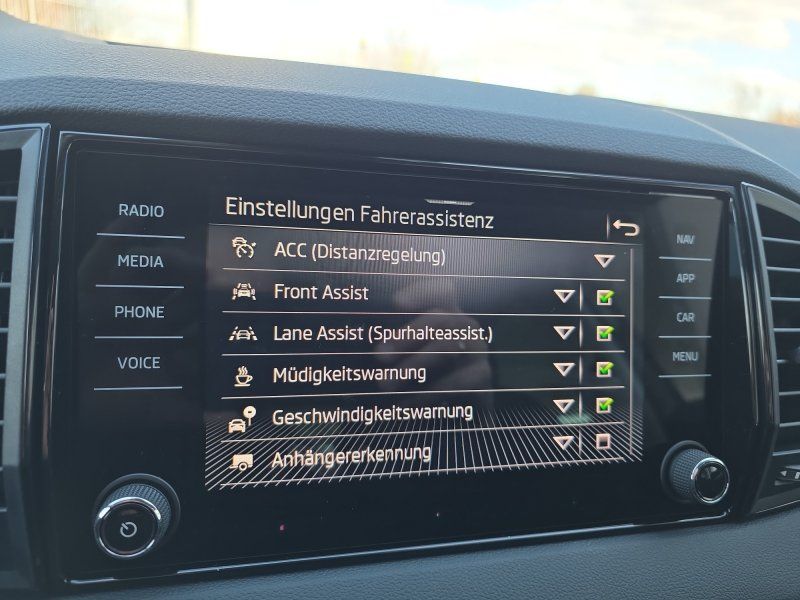 Einstellungen Fahrerassistenz
RADIO
MEDIA
PHONE
VOICE
ACC (Distanzregelung)
Front Assist
Lane Assist (Spurhalteassist.)
Müdigkeitswarnung
Geschwindigkeitswarnung
Anhängererkennung
NAV
APP
CAR
MENU